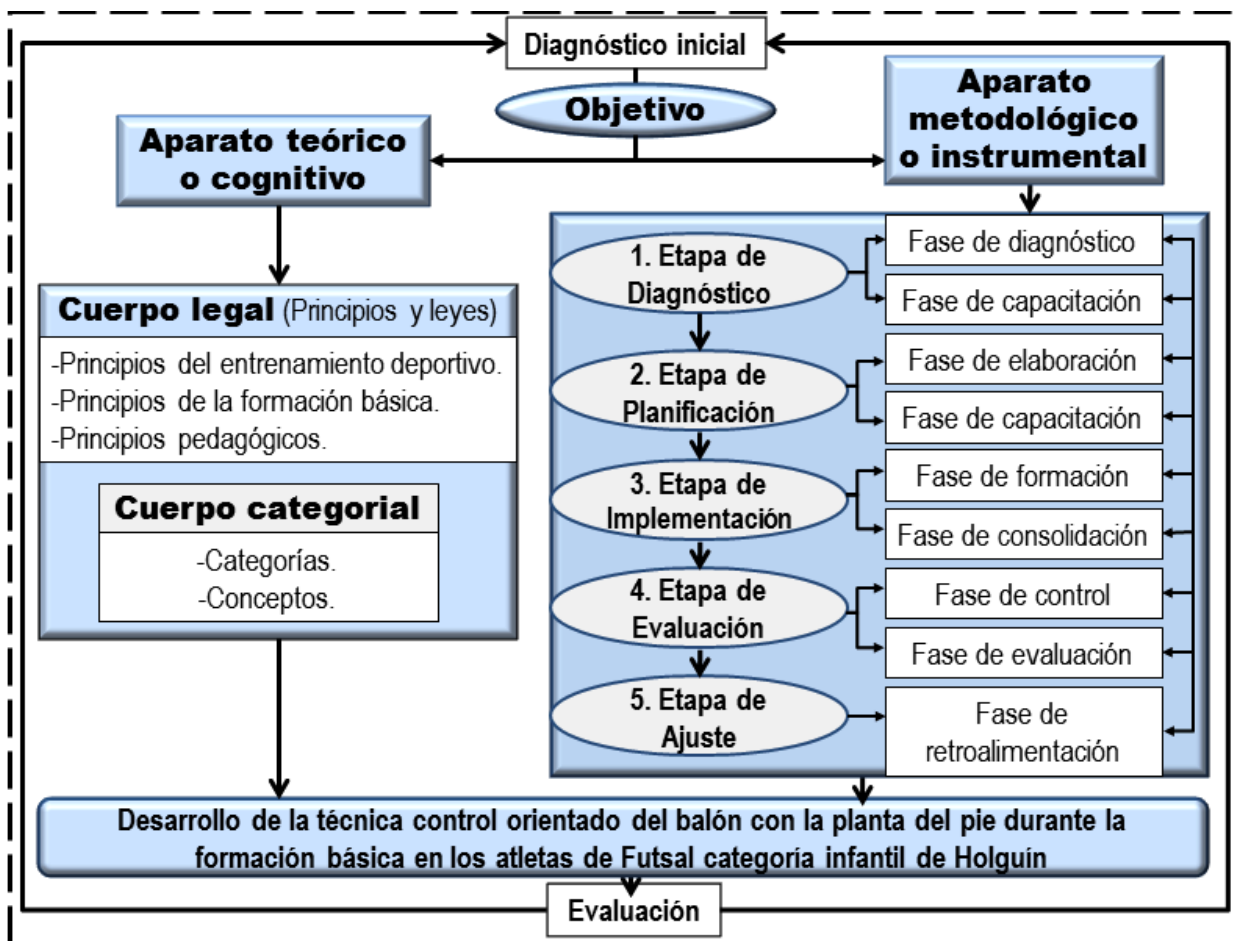 Diagnóstico inicial
Objetivo
Aparato teórico
o cognitivo
Aparato
metodológico
o instrumental
Cuerpo legal (Principios y leyes)
-Principios del entrenamiento deportivo.
-Principios de la formación básica.
-Principios pedagógicos.
Cuerpo categorial
-Categorías.
-Conceptos.
1. Etapa de
Diagnóstico
Fase de diagnóstico
Fase de capacitación
2. Etapa de
Planificación
Fase de elaboración
Fase de capacitación
3. Etapa de
Implementación
Fase de formación
Fase de consolidación
4. Etapa de
Evaluación
Fase de control
Fase de evaluación
5. Etapa de
Ajuste
Fase de
retroalimentación
Desarrollo de la técnica control orientado del balón con la planta del pie durante la
formación básica en los atletas de Futsal categoría infantil de Holguín
Evaluación